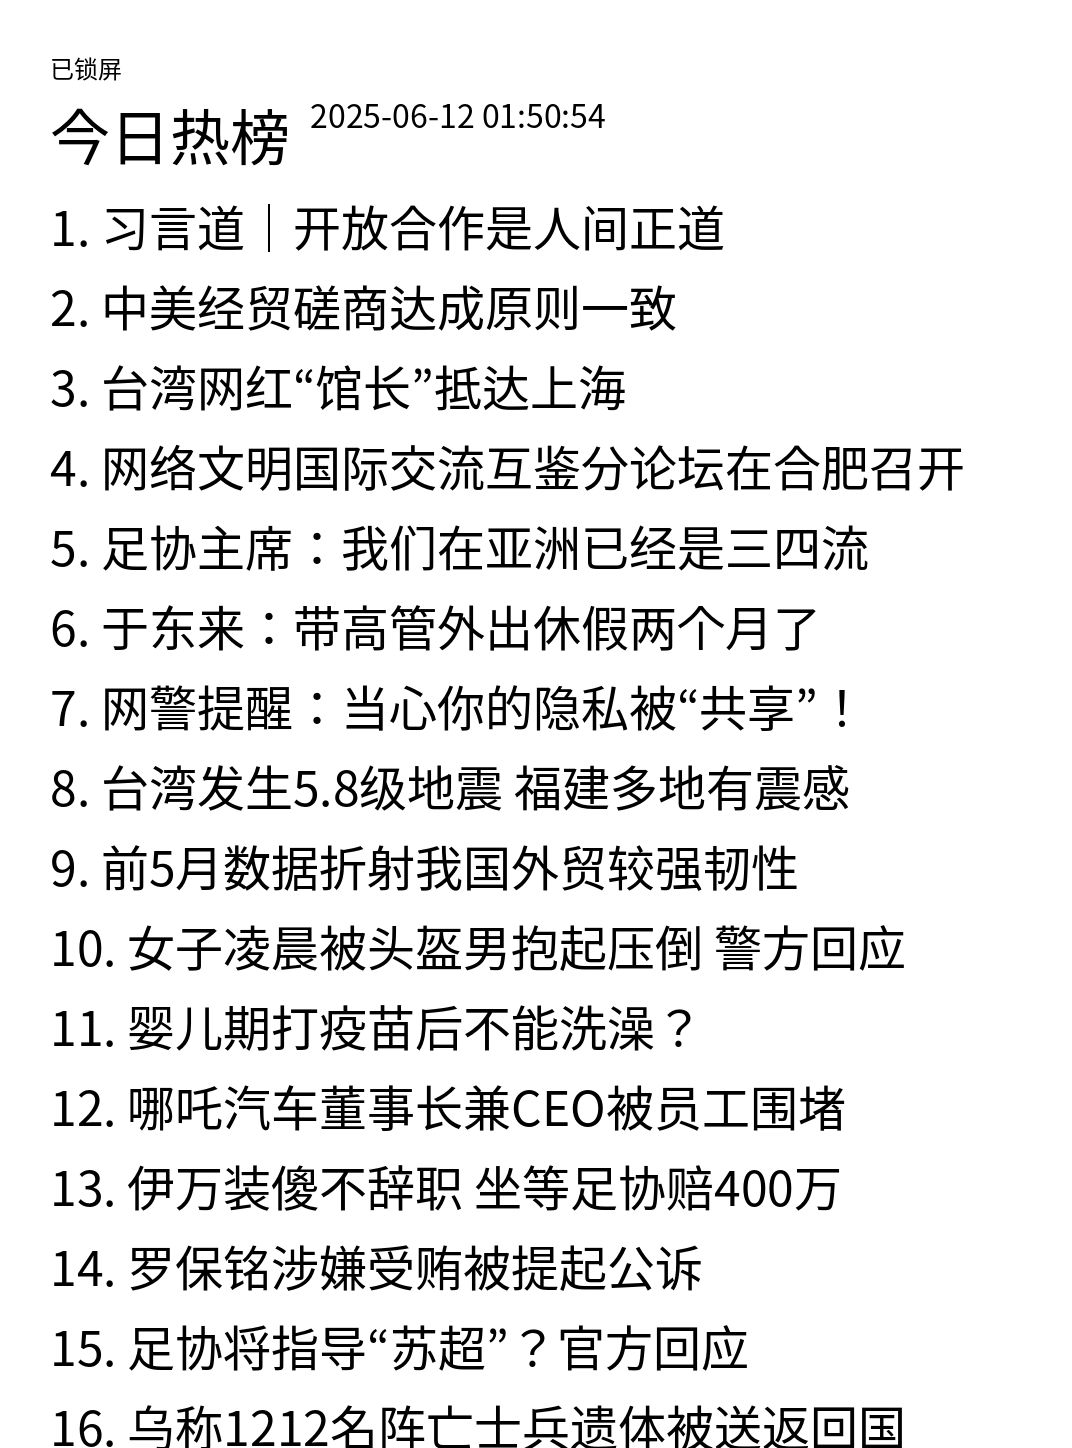 已锁屏
今日热榜 2025-06-12 01:50:54
1. 习言道｜开放合作是人间正道
2. 中美经贸磋商达成原则一致
3. 台湾网红“馆长”抵达上海
4. 网络文明国际交流互鉴分论坛在合肥召开
5. 足协主席：我们在亚洲已经是三四流
6. 于东来：带高管外出休假两个月了
7. 网警提醒：当心你的隐私被“共享”！
8. 台湾发生5.8级地震 福建多地有震感
9. 前5月数据折射我国外贸较强韧性
10. 女子凌晨被头盔男抱起压倒 警方回应
11. 婴儿期打疫苗后不能洗澡？
12. 哪吒汽车董事长兼CEO被员工围堵
13. 伊万装傻不辞职 坐等足协赔400万
14. 罗保铭涉嫌受贿被提起公诉
15. 足协将指导“苏超”？官方回应
16. 乌称1212名阵亡士兵遗体被送返回国